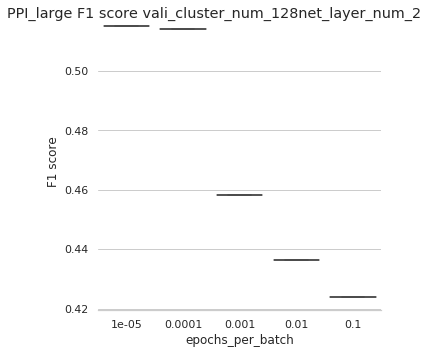 PPI_large F1 score vali_cluster_num_128net_layer_num_2
0.50
0.48
0.46
0.44
0.42
F1 score
1e-05 0.0001 0.001 0.01 0.1
epochs_per_batch